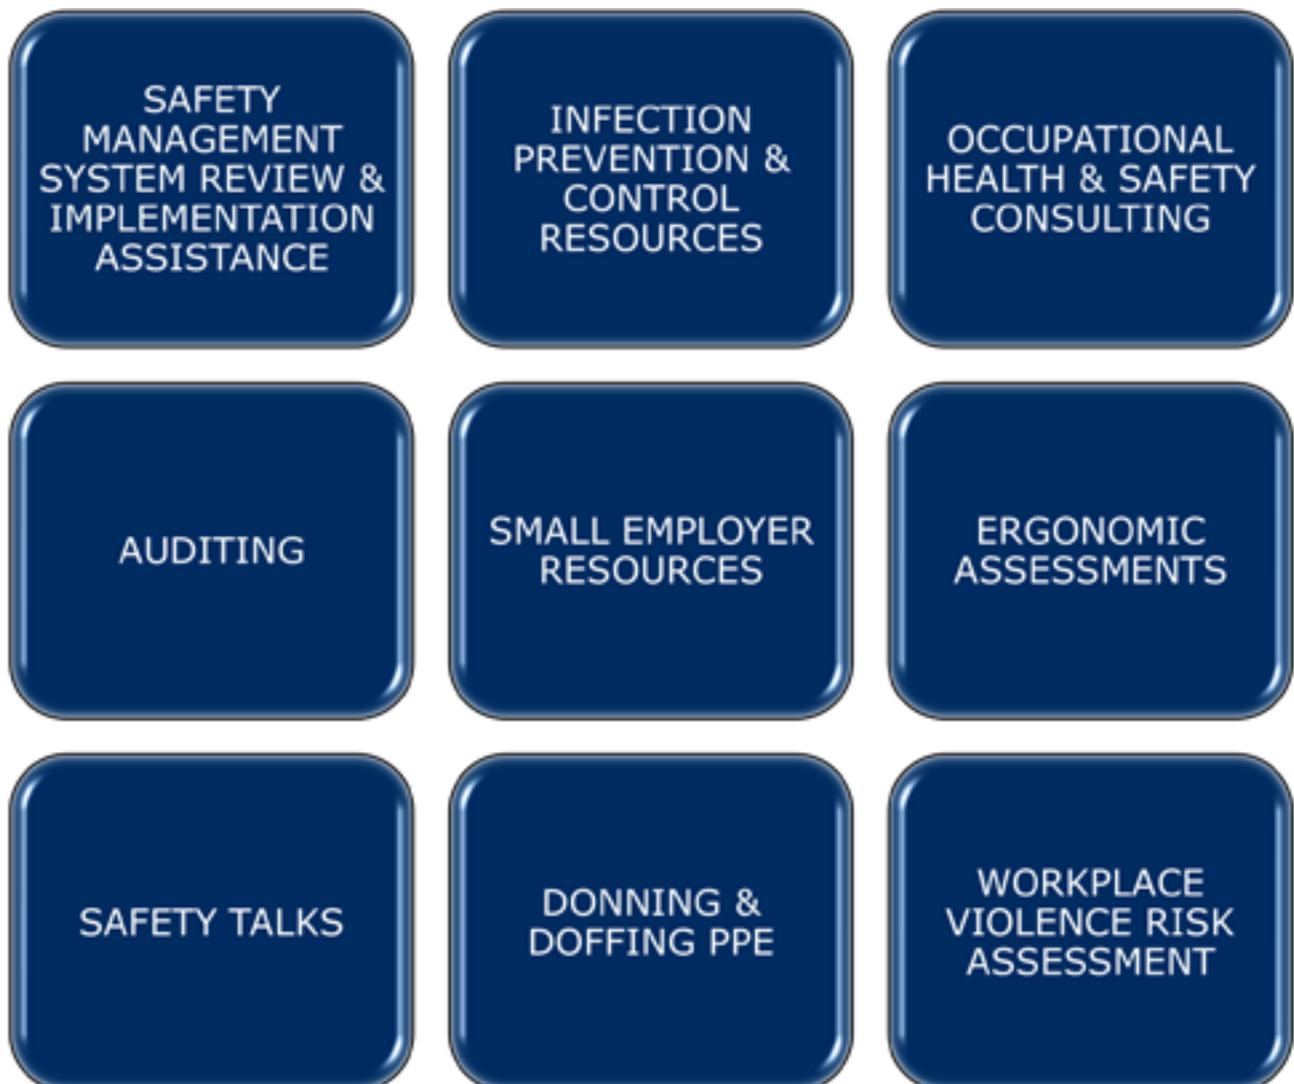 SAFETY
MANAGEMENT
SYSTEM REVIEW &
IMPLEMENTATION
ASSISTANCE
INFECTION
PREVENTION &
CONTROL
RESOURCES
OCCUPATIONAL
HEALTH & SAFETY
CONSULTING
AUDITING
SMALL EMPLOYER
RESOURCES
ERGONOMIC
ASSESSMENTS
SAFETY TALKS
DONNING &
DOFFING PPE
WORKPLACE
VIOLENCE RISK
ASSESSMENT